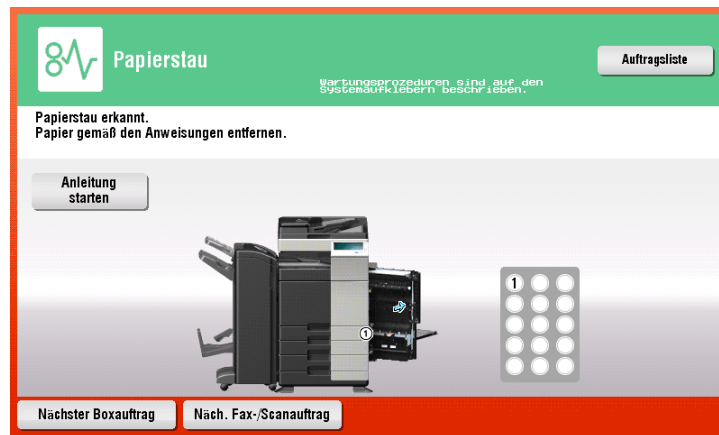 Papierstau
Auftragsliste
Wartungsprozeduren sind auf den
Systemaufklebern beschrieben.
Papierstau erkannt.
Papier gemäß den Anweisungen entfernen.
Anleitung
starten
1
1
Nächster Boxauftrag
Näch. Fax-/Scanauftrag